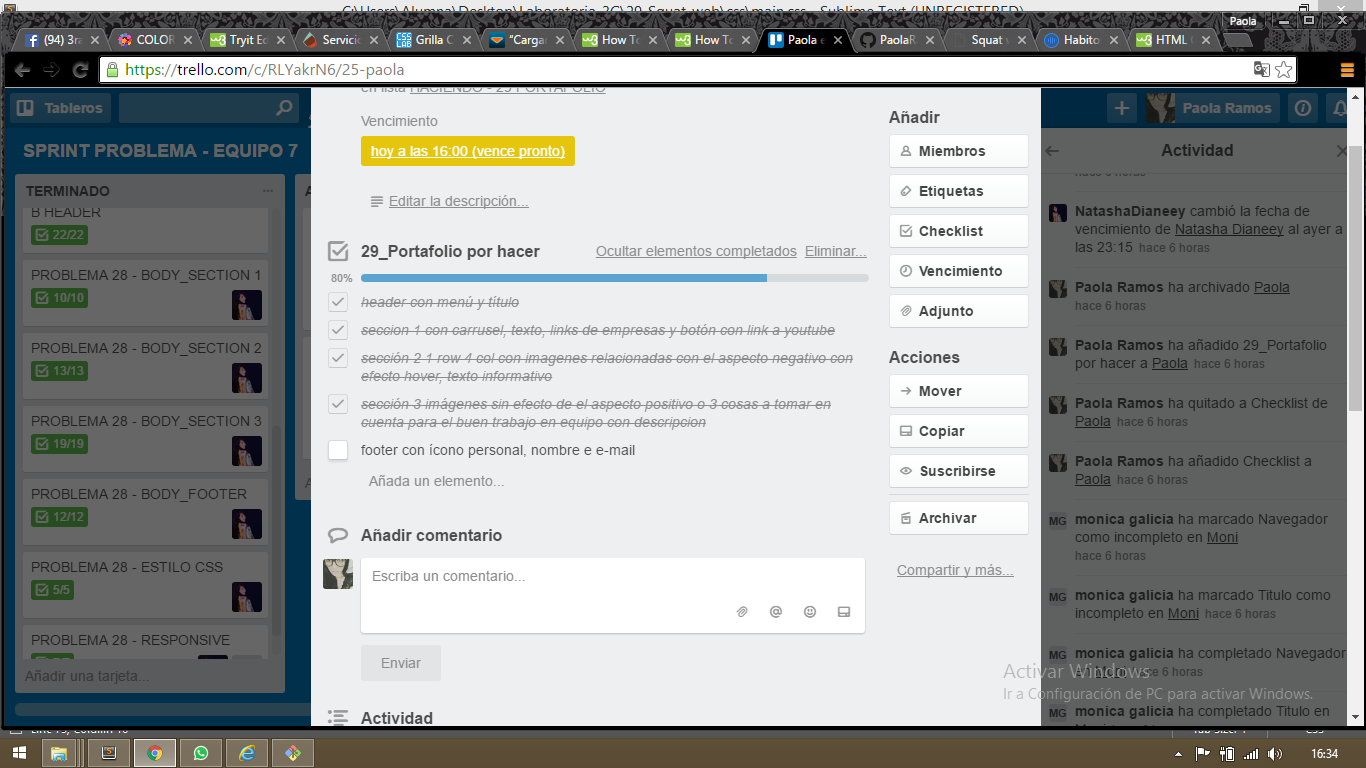 C:\Users\Alumna\Desktop\Laboratoria_2C\29_Squat_web\css\main.css - Sublime Text (UNREGISTERED)
Paola
(94) 3ra
COLOR
Tryit Ed
Servicio
Grilla C
"Carga
How To
How To
Paola e
PaolaR
Squat
Habito
HTML
https://trello.com/c/RLYakrN6/25-paola
Tableros
Paola Ramos
SPRINT PROBLEMA - EQUIPO 7
TERMINADO
B HEADER
22/22
PROBLEMA 28 - BODY_SECTION 1
10/10
PROBLEMA 28 - BODY_SECTION 2
13/13
PROBLEMA 28 - BODY_SECTION 3
19/19
PROBLEMA 28 - BODY_FOOTER
12/12
PROBLEMA 28 - ESTILO CSS
5/5
PROBLEMA 28 - RESPONSIVE
Añadir una tarjeta...
en lista HACIENDO - 29 PORTAFOLIO
Vencimiento
hoy a las 16:00 (vence pronto)
Editar la descripción...
29_Portafolio por hacer
Ocultar elementos completados
Eliminar...
80%
header con menú y título
seccion 1 con carrusel, texto, links de empresas y botón con link a youtube
sección 2 1 row 4 col con imagenes relacionadas con el aspecto negativo con
efecto hover, texto informativo
sección 3 imágenes sin efecto de el aspecto positivo o 3 cosas a tomar en
cuenta para el buen trabajo en equipo con descripcion
footer con ícono personal, nombre e e-mail
Añada un elemento...
Añadir comentario
Escriba un comentario...
Enviar
Actividad
Añadir
Miembros
Etiquetas
Checklist
Vencimiento
Adjunto
Acciones
Mover
Copiar
Suscribirse
Archivar
Compartir y más...
Actividad
hace 6 horas
NatashaDianeey cambió la fecha de
vencimiento de Natasha Dianeey al ayer a
las 23:15 hace 6 horas
Paola Ramos ha archivado Paola
hace 6 horas
Paola Ramos ha añadido 29_Portafolio
por hacer a Paola hace 6 horas
Paola Ramos ha quitado a Checklist de
Paola hace 6 horas
Paola Ramos ha añadido Checklist a
Paola hace 6 horas
MG monica galicia ha marcado Navegador
como incompleto en Moni
hace 6 horas
MG monica galicia ha marcado Titulo como
incompleto en Moni hace 6 horas
MG monica galicia ha completado Navegador
en Moni hace 6 horas
MG monica galicia ha completado Titulo en
Activar Windows
Ir a Configuración de PC para activar Windows.
16:34